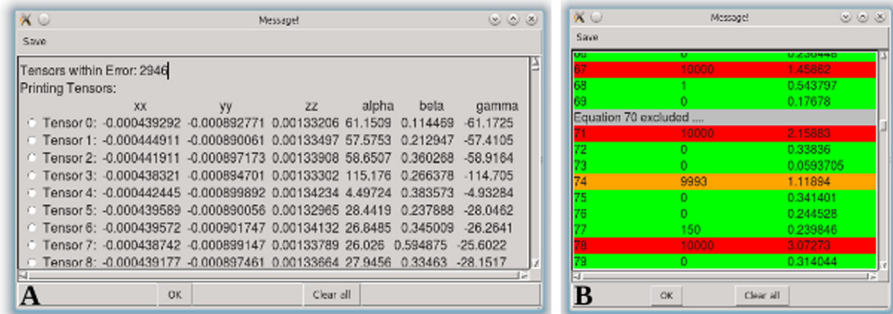 Message!
Save
Tensors within Error: 2946
Printing Tensors:
xx yy zz alpha beta gamma
Tensor 0: -0.000439292 -0.000892771 0.00133206 61.1509 0.114469 -61.1725
Tensor 1: -0.000444911 -0.000890061 0.00133497 57.5753 0.212947 -57.4105
Tensor 2: -0.000441911 -0.000897173 0.00133908 58.6507 0.360268 -58.9164
Tensor 3: -0.000438321 -0.000894701 0.00133302 115.176 0.266378 -114.705
Tensor 4: -0.000442445 -0.000899892 0.00134234 4.49724 0.383573 -4.93284
Tensor 5: -0.000439589 -0.000890056 0.00132965 28.4419 0.237888 -28.0462
Tensor 6: -0.000439572 -0.000901747 0.00134132 26.8485 0.345009 -26.2641
Tensor 7: -0.000438742 -0.000899147 0.00133789 26.026 0.594875 -25.6022
Tensor 8: -0.000439177 -0.000897461 0.00133664 27.9456 0.33463 -28.1517
A
OK Clear all
Message!
Save
67 10000 1.45862
68 1 0.543797
69 0 0.17678
Equation 70 excluded ....
71 10000 2.15883
72 0 0.33836
73 0 0.0593705
74 9993 1.11894
75 0 0.341401
76 0 0.244528
77 150 0.239846
78 10000 3.07273
79 0 0.314044
B
OK Clear all